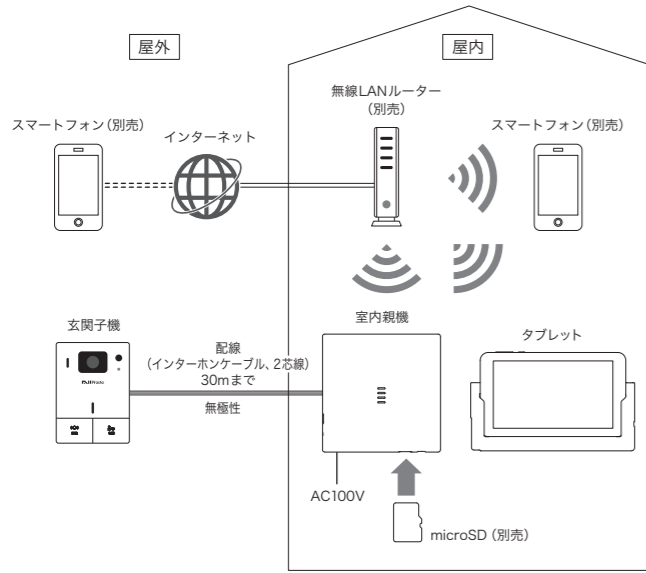 屋外
屋内
無線LANルーター
(別売)
スマートフォン(別売)
インターネット
スマートフォン(別売)
玄関子機
配線
(インターホンケーブル、2芯線)
30mまで
無極性
室内親機
タブレット
AC100V
microSD(別売)